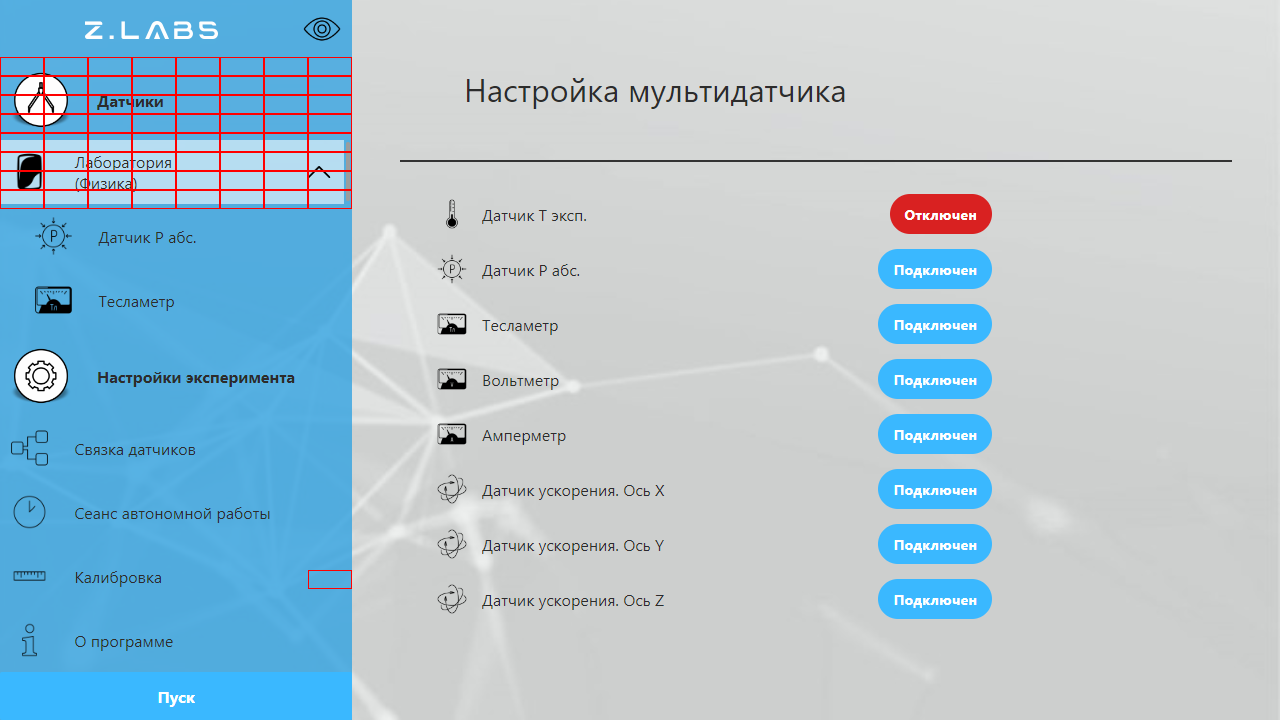 Z.LABS
Датчики
Лаборатория
(Физика)
P
Датчик P абс.
Тл
Тесламетр
Настройки эксперимента
Связка датчиков
Сеанс автономной работы
Калибровка
О программе
Пуск
Настройка мультидатчика
Датчик Т эксп.
Отключен
P
Датчик P абс.
Подключен
Тл
Тесламетр
Подключен
Вольтметр
Подключен
Амперметр
Подключен
Датчик ускорения. Ось X
Подключен
Датчик ускорения. Ось Y
Подключен
Датчик ускорения. Ось Z
Подключен